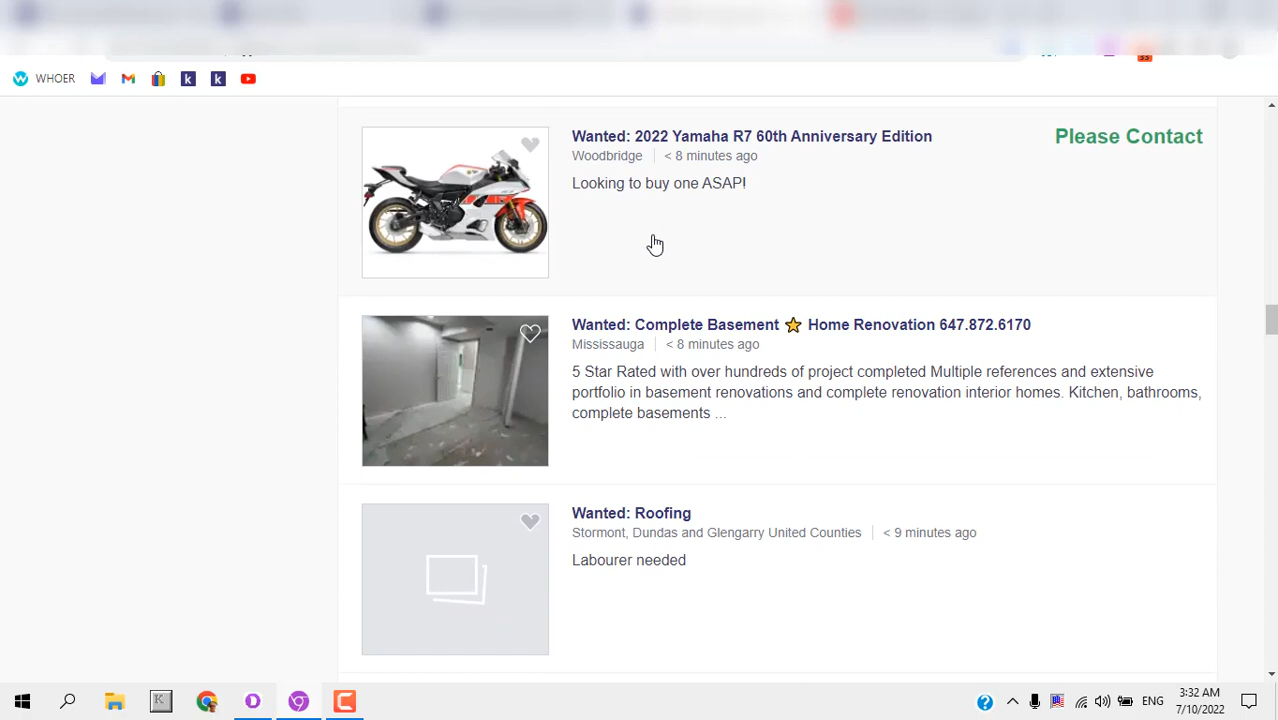 WHOER
33
Wanted: 2022 Yamaha R7 60th Anniversary Edition
Please Contact
Woodbridge < 8 minutes ago
Looking to buy one ASAP!
Wanted: Complete Basement ⭐ Home Renovation 647.872.6170
Mississauga < 8 minutes ago
5 Star Rated with over hundreds of project completed Multiple references and extensive
portfolio in basement renovations and complete renovation interior homes. Kitchen, bathrooms,
complete basements ...
Wanted: Roofing
Stormont, Dundas and Glengarry United Counties < 9 minutes ago
Labourer needed
ENG
3:32 AM
7/10/2022